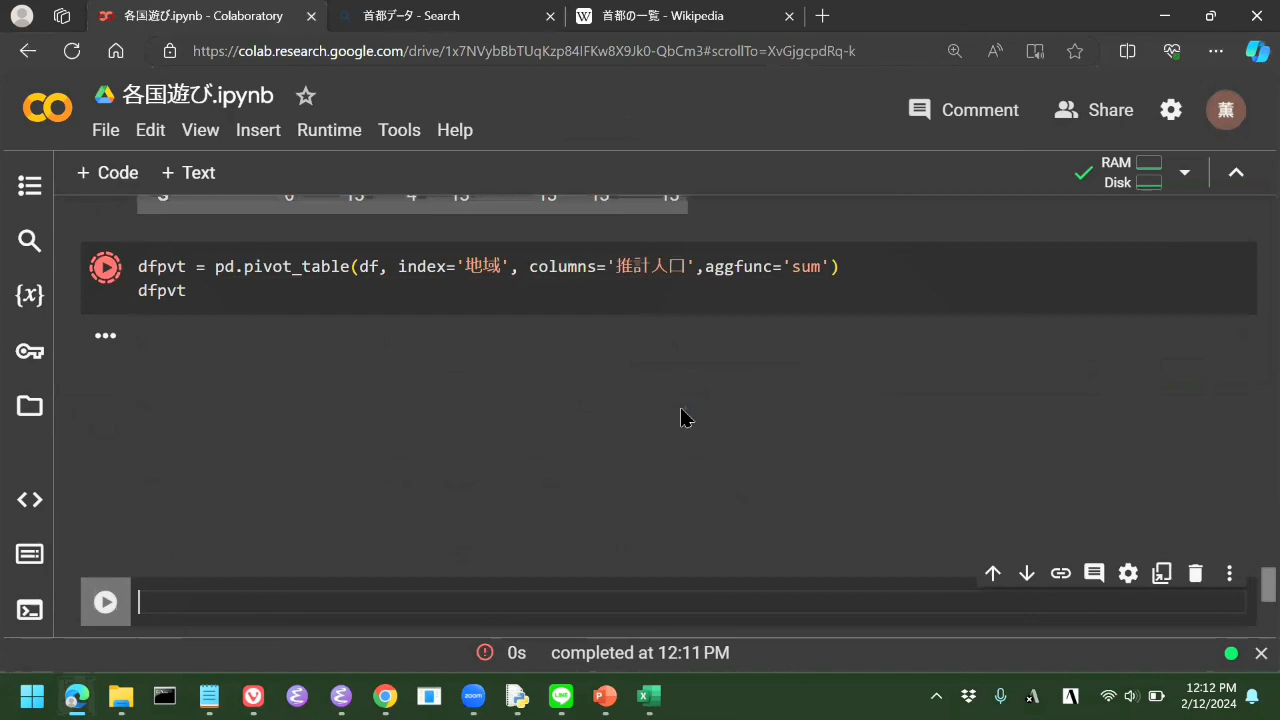 各国遊び.ipynb - Colaboratory
首都データ - Search
首都の一覧 - Wikipedia
https://colab.research.google.com/drive/1x7NVybBbTUqKzp84lFKw8X9Jk0-QbCm3#scrollTo=XvGjgcpdRq-k
各国遊び.ipynb
Comment
Share
薫
File Edit View Insert Runtime Tools Help
+ Code + Text
RAM
Disk
dfpvt = pd.pivot_table(df, index='地域', columns='推計人口',aggfunc='sum')
dfpvt
0s completed at 12:11 PM
zoom
LINE
12:12 PM
2/12/2024